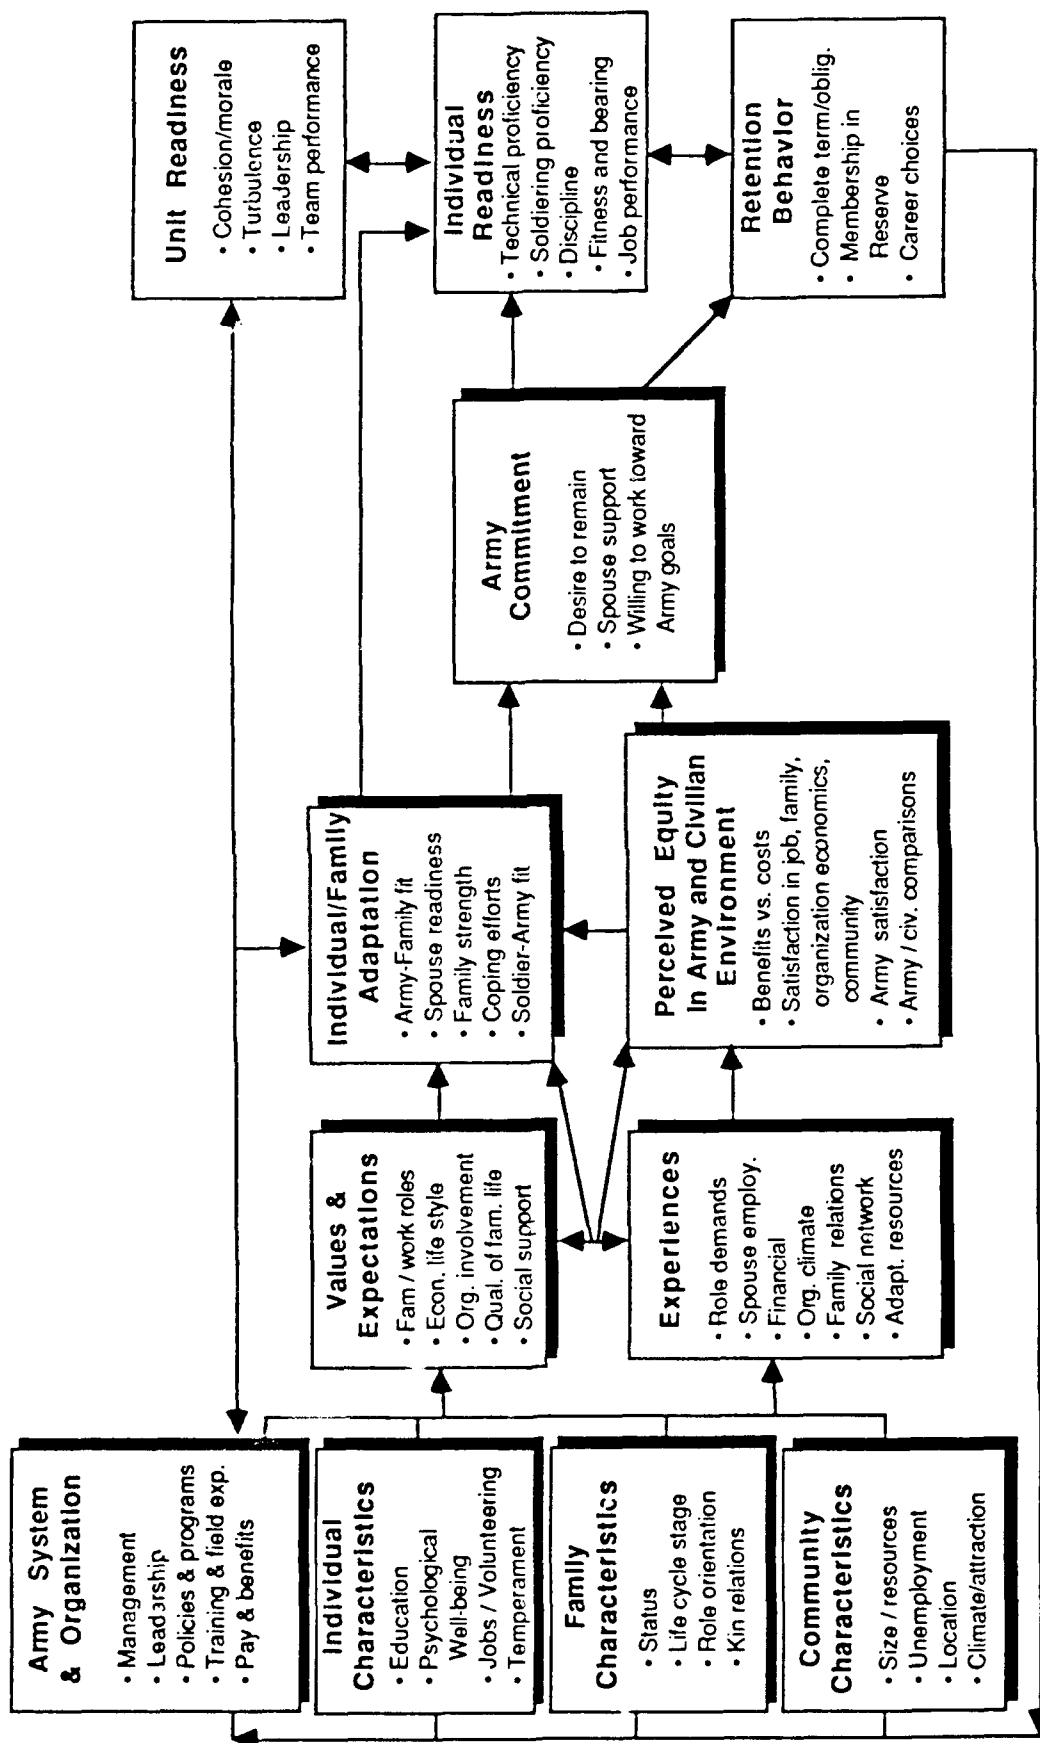 Army System
& Organization
• Management
• Leadership
• Policies & programs
• Training & field exp.
• Pay & benefits
Individual
Characteristics
• Education
• Psychological
Well-being
• Jobs / Volunteering
• Temperament
Family
Characteristics
• Status
• Life cycle stage
• Role orientation
• Kin relations
Community
Characteristics
• Size / resources
• Unemployment
• Location
• Climate/attraction
Values &
Expectations
• Fam / work roles
• Econ. life style
• Org. involvement
• Qual. of fam. life
• Social support
Experiences
• Role demands
• Spouse employ.
• Financial
• Org. climate
• Family relations
• Social network
• Adapt. resources
Individual/Family
Adaptation
• Army-Family fit
• Spouse readiness
• Family strength
• Coping efforts
• Soldier-Army fit
Perceived Equity
In Army and Civilian
Environment
• Benefits vs. costs
• Satisfaction in job, family,
organization economics,
community
• Army satisfaction
• Army / civ. comparisons
Army
Commitment
• Desire to remain
• Spouse support
• Willing to work toward
Army goals
Unit Readiness
• Cohesion/morale
• Turbulence
• Leadership
• Team performance
Individual
Readiness
• Technical proficiency
• Soldiering proficiency
• Discipline
• Fitness and bearing
• Job performance
Retention
Behavior
• Complete term/oblig.
• Membership in
Reserve
• Career choices